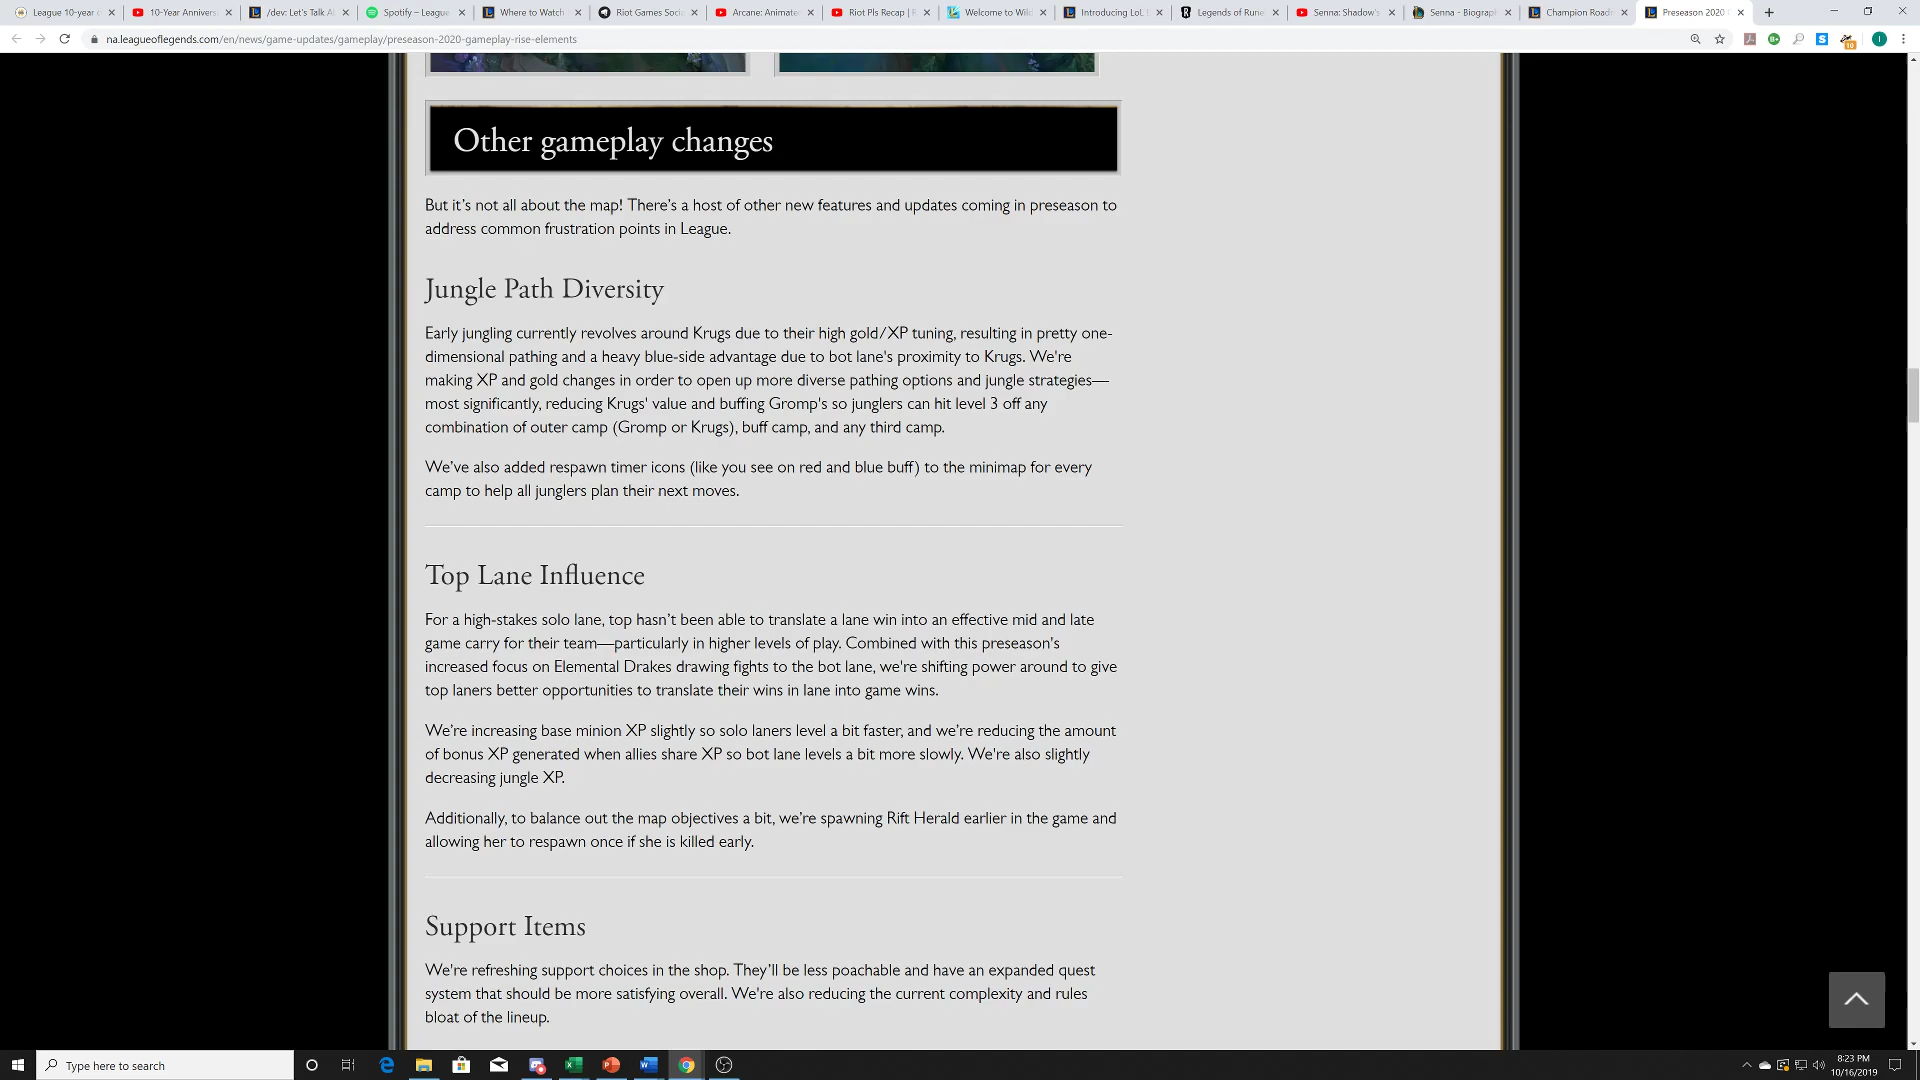 League 10-year
10-Year Annivers
/dev: Let's Talk A
Spotify – League
Where to Watch
Riot Games Soci
Arcane: Animate
Riot Pls Recap |
Welcome to Wil
Introducing LoL
Legends of Rune
Senna: Shadow's
Senna - Biograp
Champion Road
Preseason 2020
na.leagueoflegends.com/en/news/game-updates/gameplay/preseason-2020-gameplay-rise-elements
Other gameplay changes
But it’s not all about the map! There’s a host of other new features and updates coming in preseason to
address common frustration points in League.
Jungle Path Diversity
Early jungling currently revolves around Krugs due to their high gold/XP tuning, resulting in pretty one-
dimensional pathing and a heavy blue-side advantage due to bot lane's proximity to Krugs. We're
making XP and gold changes in order to open up more diverse pathing options and jungle strategies—
most significantly, reducing Krugs' value and buffing Gromp's so junglers can hit level 3 off any
combination of outer camp (Gromp or Krugs), buff camp, and any third camp.
We’ve also added respawn timer icons (like you see on red and blue buff) to the minimap for every
camp to help all junglers plan their next moves.
Top Lane Influence
For a high-stakes solo lane, top hasn’t been able to translate a lane win into an effective mid and late
game carry for their team—particularly in higher levels of play. Combined with this preseason's
increased focus on Elemental Drakes drawing fights to the bot lane, we're shifting power around to give
top laners better opportunities to translate their wins in lane into game wins.
We’re increasing base minion XP slightly so solo laners level a bit faster, and we’re reducing the amount
of bonus XP generated when allies share XP so bot lane levels a bit more slowly. We're also slightly
decreasing jungle XP.
Additionally, to balance out the map objectives a bit, we’re spawning Rift Herald earlier in the game and
allowing her to respawn once if she is killed early.
Support Items
We're refreshing support choices in the shop. They’ll be less poachable and have an expanded quest
system that should be more satisfying overall. We're also reducing the current complexity and rules
bloat of the lineup.
Type here to search
8:23 PM
10/16/2019